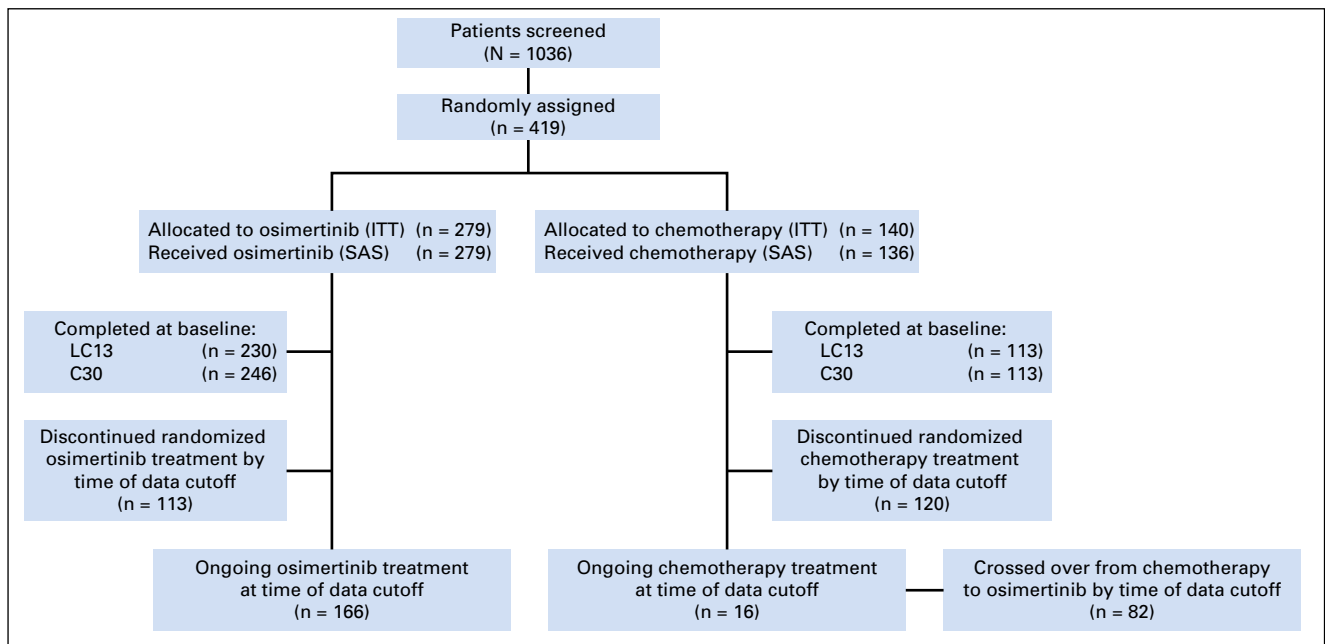 Patients screened
(N = 1036)
Randomly assigned
(n = 419)
Allocated to osimertinib (ITT) (n = 279)
Received osimertinib (SAS) (n = 279)
Allocated to chemotherapy (ITT) (n = 140)
Received chemotherapy (SAS) (n = 136)
Completed at baseline:
LC13 (n = 230)
C30 (n = 246)
Completed at baseline:
LC13 (n = 113)
C30 (n = 113)
Discontinued randomized
osimertinib treatment by
time of data cutoff
(n = 113)
Discontinued randomized
chemotherapy treatment
by time of data cutoff
(n = 120)
Ongoing osimertinib treatment
at time of data cutoff
(n = 166)
Ongoing chemotherapy treatment
at time of data cutoff
(n = 16)
Crossed over from chemotherapy
to osimertinib by time of data cutoff
(n = 82)